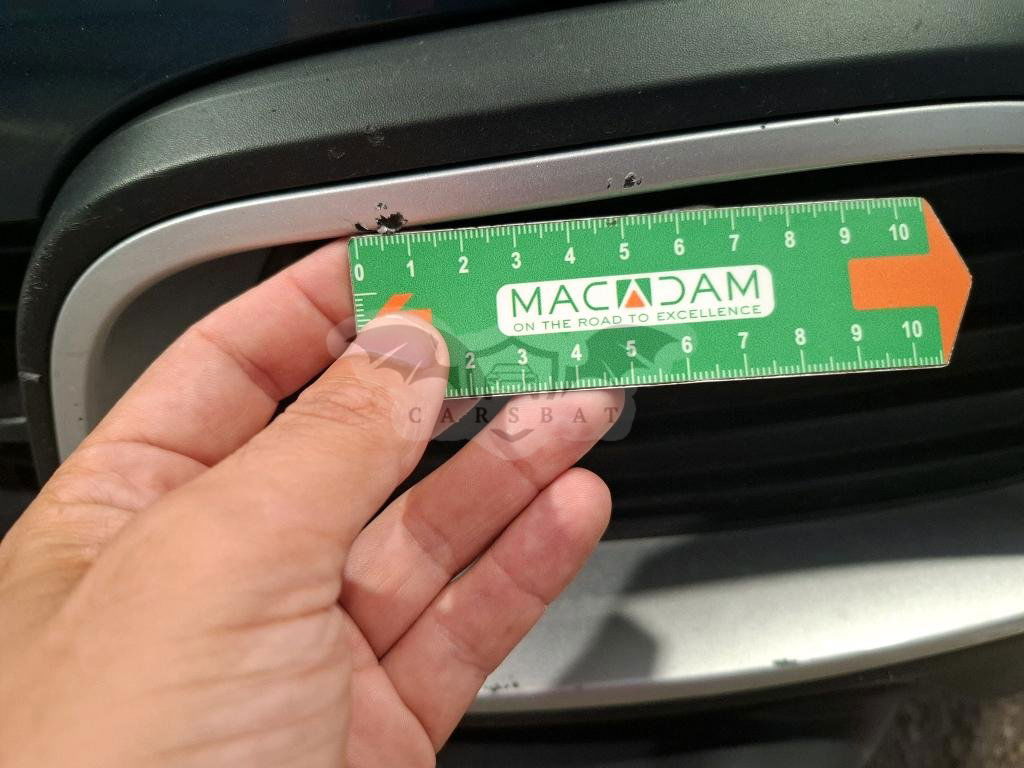 0 1 2 3 4 5 6 7 8 9 10
MACADAM
ON THE ROAD TO EXCELLENCE
2 3 4 5 6 7 8 9 10
CARSBAT